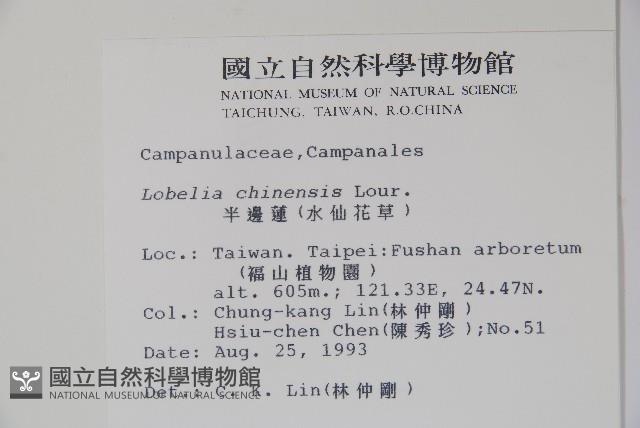 國立自然科學博物館
NATIONAL MUSEUM OF NATURAL SCIENCE
TAICHUNG, TAIWAN, R.O.CHINA
Campanulaceae,Campanales
Lobelia chinensis Lour.
半邊蓮(水仙花草)
Loc.: Taiwan. Taipei:Fushan arboretum
(福山植物園)
alt. 605m.; 121.33E, 24.47N.
Col.: Chung-kang Lin(林仲剛)
Hsiu-chen Chen(陳秀珍);No.51
Date: Aug. 25, 1993
Det.: C. K. Lin(林仲剛)
國立自然科學博物館
NATIONAL MUSEUM OF NATURAL SCIENCE